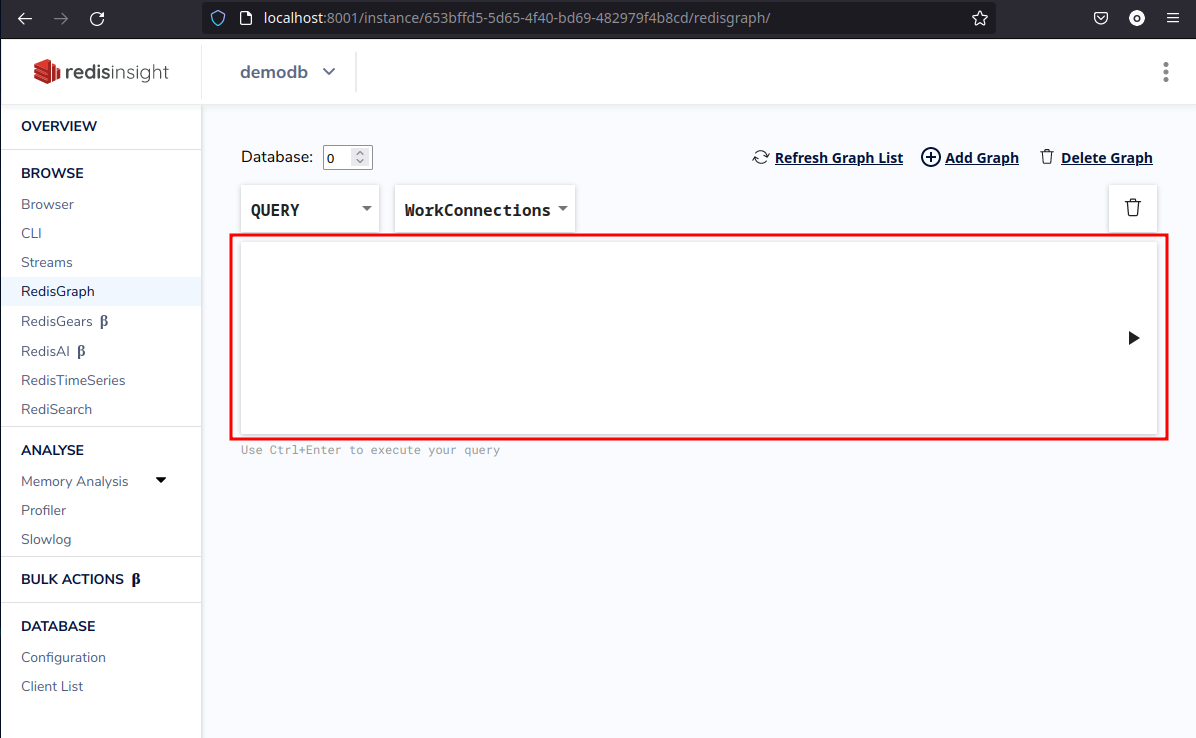 localhost:8001/instance/653bffd5-5d65-4f40-bd69-482979f4b8cd/redisgraph/
redisinsight
demodb
OVERVIEW
BROWSE
Browser
CLI
Streams
RedisGraph
RedisGears β
RedisAI β
RedisTimeSeries
RediSearch
ANALYSE
Memory Analysis
Profiler
Slowlog
BULK ACTIONS β
DATABASE
Configuration
Client List
Database: 0
Refresh Graph List
Add Graph
Delete Graph
QUERY
WorkConnections
Use Ctrl+Enter to execute your query